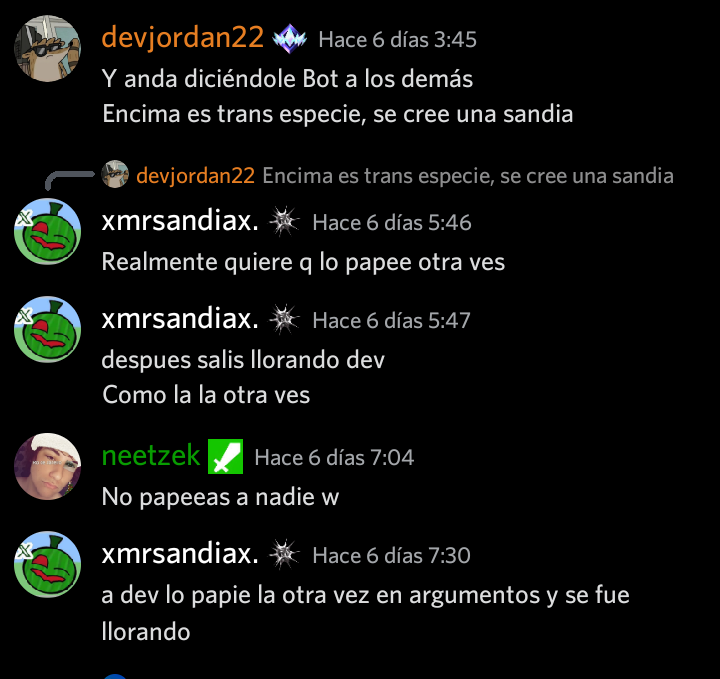 devjordan22 Hace 6 días 3:45
Y anda diciéndole Bot a los demás
Encima es trans especie, se cree una sandia
devjordan22 Encima es trans especie, se cree una sandia
xmrsandiax. Hace 6 días 5:46
Realmente quiere q lo papee otra ves
xmrsandiax. Hace 6 días 5:47
despues salis llorando dev
Como la la otra ves
neetzek Hace 6 días 7:04
No papeeas a nadie w
xmrsandiax. Hace 6 días 7:30
a dev lo papie la otra vez en argumentos y se fue
llorando